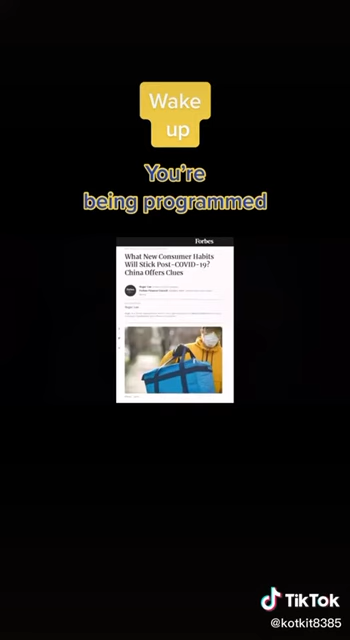 Wake
up
You're
being programmed
Forbes
What New Consumer Habits
Will Stick Post-COVID-19?
China Offers Clues
TikTok
@kotkit8385